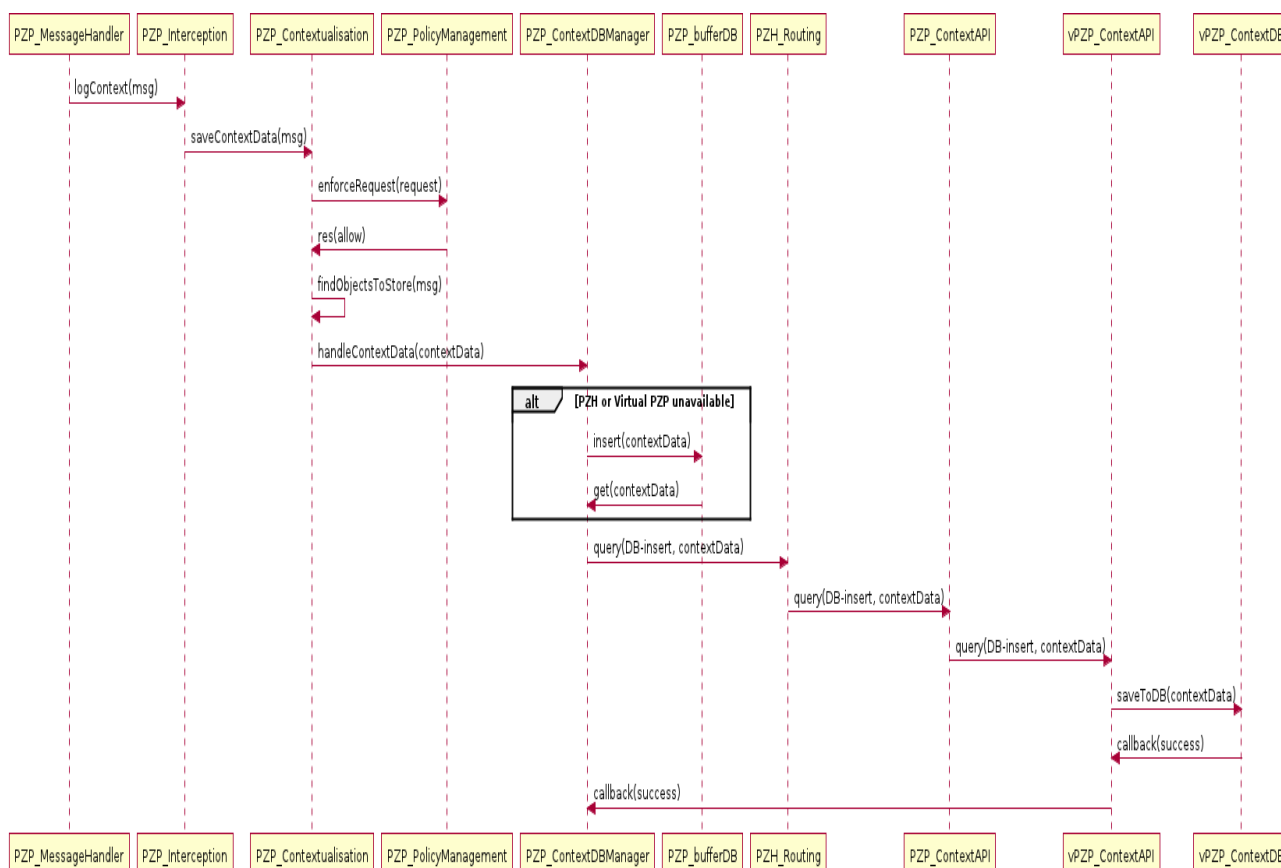 PZP_MessageHandler
PZP_Interception
PZP_Contextualisation
PZP_PolicyManagement
PZP_ContextDBManager
PZP_bufferDB
PZH_Routing
PZP_ContextAPI
vPZP_ContextAPI
vPZP_ContextDB
logContext(msg)
saveContextData(msg)
enforceRequest(request)
res(allow)
findObjectsToStore(msg)
handleContextData(contextData)
alt
[PZH or Virtual PZP unavailable]
insert(contextData)
get(contextData)
query(DB-insert, contextData)
query(DB-insert, contextData)
query(DB-insert, contextData)
saveToDB(contextData)
callback(success)
callback(success)
PZP_MessageHandler
PZP_Interception
PZP_Contextualisation
PZP_PolicyManagement
PZP_ContextDBManager
PZP_bufferDB
PZH_Routing
PZP_ContextAPI
vPZP_ContextAPI
vPZP_ContextDB